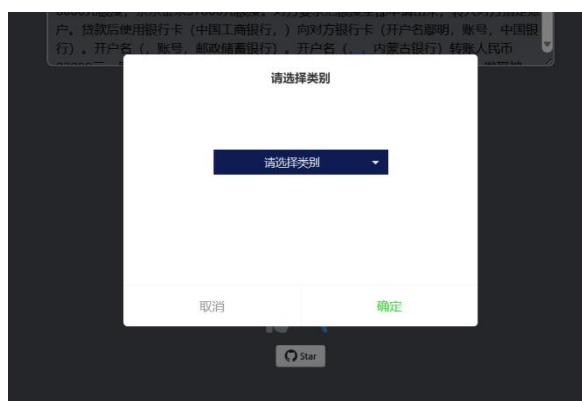 户。贷款后使用银行卡（中国工商银行，）向对方银行卡（开户名鄢明，账号，中国银
行）。开户名（，账号，邮政储蓄银行）。开户名（，，内蒙古银行）转账人民币
请选择类别
请选择类别
取消
确定
Star